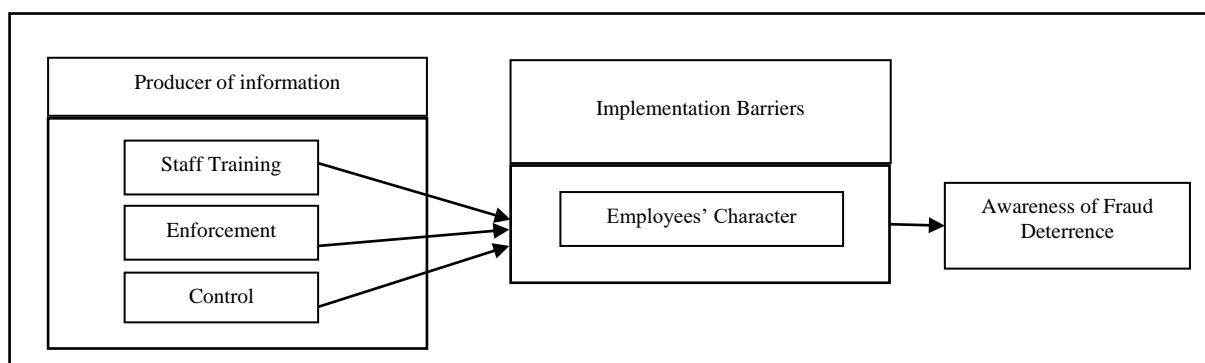 Producer of information
Staff Training
Enforcement
Control
Implementation Barriers
Employees’ Character
Awareness of Fraud
Deterrence